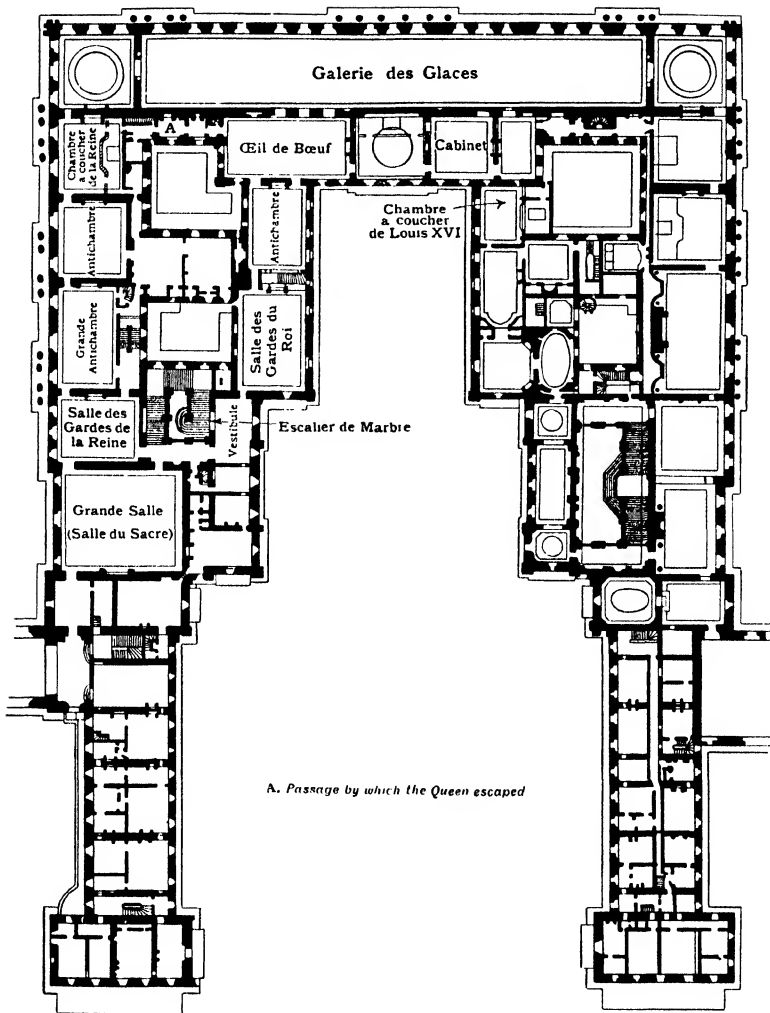 Galerie des Glaces
Chambre
a coucher
de la Reine
A
Œil de Bœuf
Cabinet
Chambre
a coucher
de Louis XVI
Antichambre
Antichambre
Grande
Antichambre
Salle des
Gardes du
Roi
Salle des
Gardes de
la Reine
Vestibule
Escalier de Marbre
Grande Salle
(Salle du Sacre)
A. Passage by which the Queen escaped